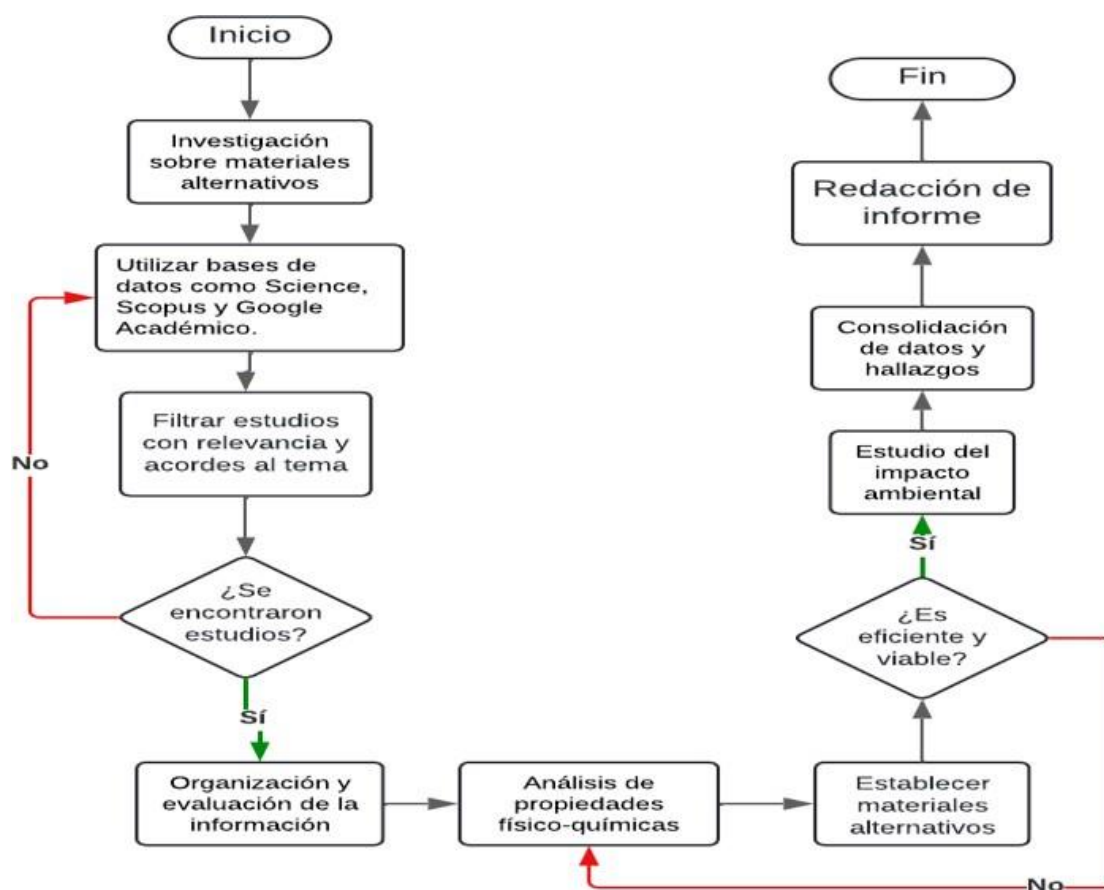 Inicio
Investigación
sobre materiales
alternativos
Utilizar bases de
datos como Science,
Scopus y Google
Académico.
Filtrar estudios
con relevancia y
acordes al tema
No
¿Se
encontraron
estudios?
Sí
Organización y
evaluación de la
información
Análisis de
propiedades
físico-químicas
Establecer
materiales
alternativos
¿Es
eficiente y
viable?
No
Sí
Estudio del
impacto
ambiental
Consolidación
de datos y
hallazgos
Redacción de
informe
Fin